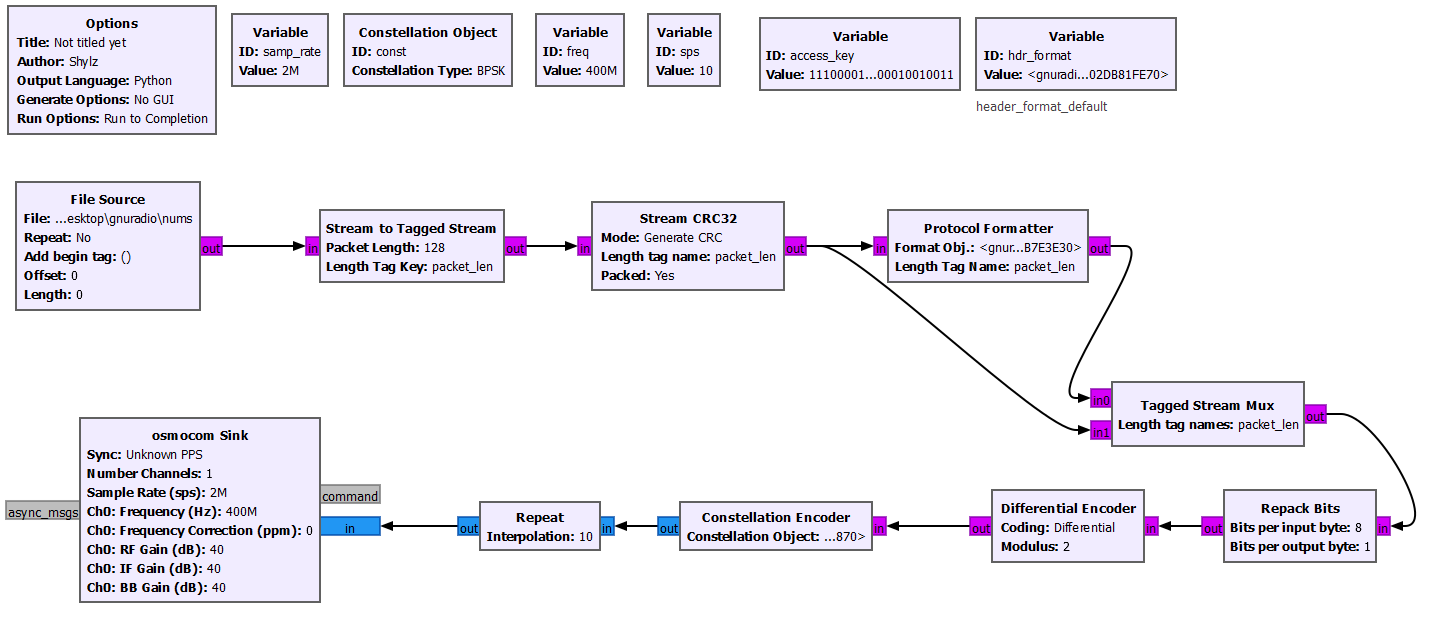 Options
Title: Not titled yet
Author: Shylz
Output Language: Python
Generate Options: No GUI
Run Options: Run to Completion
Variable
ID: samp_rate
Value: 2M
Constellation Object
ID: const
Constellation Type: BPSK
Variable
ID: freq
Value: 400M
Variable
ID: sps
Value: 10
Variable
ID: access_key
Value: 11100001...00010010011
Variable
ID: hdr_format
Value: <gnuradi...02DB81FE70>
header_format_default
File Source
File: ...esktop\gnuradio\nums
Repeat: No
Add begin tag: ()
Offset: 0
Length: 0
out
in
Stream to Tagged Stream
Packet Length: 128
Length Tag Key: packet_len
out
in
Stream CRC32
Mode: Generate CRC
Length tag name: packet_len
Packed: Yes
out
in
Protocol Formatter
Format Obj.: <gnur...B7E3E30>
Length Tag Name: packet_len
out
in0
in1
Tagged Stream Mux
Length tag names: packet_len
out
osmocom Sink
Sync: Unknown PPS
Number Channels: 1
Sample Rate (sps): 2M
Ch0: Frequency (Hz): 400M
Ch0: Frequency Correction (ppm): 0
Ch0: RF Gain (dB): 40
Ch0: IF Gain (dB): 40
Ch0: BB Gain (dB): 40
async_msgs
command
in
out
Repeat
Interpolation: 10
in
out
Constellation Encoder
Constellation Object: ...870>
in
out
Differential Encoder
Coding: Differential
Modulus: 2
in
out
Repack Bits
Bits per input byte: 8
Bits per output byte: 1
in